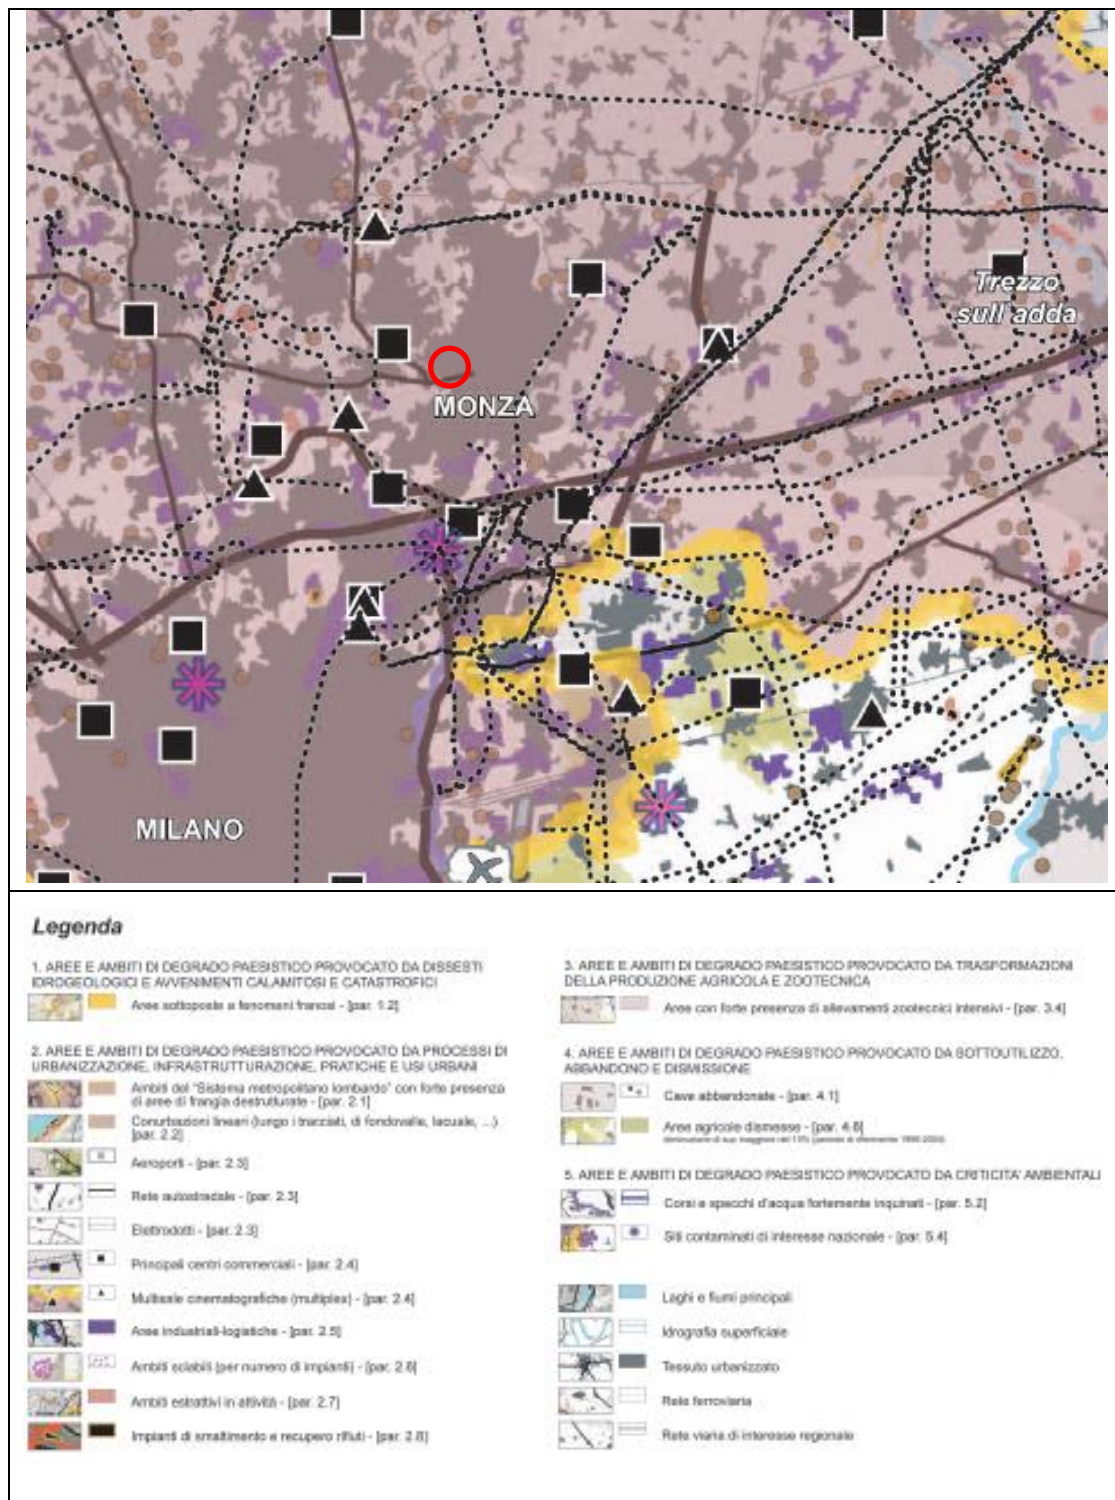 Trezzo
sull'adda
MONZA
MILANO
Legenda
1. AREE E AMBITI DI DEGRADO PAESISTICO PROVOCATO DA DISSESTI
IDROGEOLOGICI E AVVENIMENTI CALAMITOSI E CATASTROFICI
Aree sottoposte a fenomeni franosi - [par. 1.2]
2. AREE E AMBITI DI DEGRADO PAESISTICO PROVOCATO DA PROCESSI DI
URBANIZZAZIONE, INFRASTRUTTURAZIONE, PRATICHE E USI URBANI
Ambiti del "Sistema metropolitano lombardo" con forte presenza
di aree di frangia destrutturate - [par. 2.1]
Conurbazioni lineari (lungo i tracciati, di fondovalle, lacuale, ...)
[par. 2.2]
Aeroporti - [par. 2.3]
Rete autostradale - [par. 2.3]
Elettrodotti - [par. 2.3]
Principali centri commerciali - [par. 2.4]
Multisale cinematografiche (multiplex) - [par. 2.4]
Aree industriali-logistiche - [par. 2.5]
Ambiti sciabili (per numero di impianti) - [par. 2.6]
Ambiti estrattivi in attività - [par. 2.7]
Impianti di smaltimento e recupero rifiuti - [par. 2.8]
3. AREE E AMBITI DI DEGRADO PAESISTICO PROVOCATO DA TRASFORMAZIONI
DELLA PRODUZIONE AGRICOLA E ZOOTECNICA
Aree con forte presenza di allevamenti zootecnici intensivi - [par. 3.4]
4. AREE E AMBITI DI DEGRADO PAESISTICO PROVOCATO DA SOTTOUTILIZZO,
ABBANDONO E DISMISSIONE
Cave abbandonate - [par. 4.1]
Aree agricole dismesse - [par. 4.8]
diminuzione di sup. maggiore del 10%
5. AREE E AMBITI DI DEGRADO PAESISTICO PROVOCATO DA CRITICITA' AMBIENTALI
Corsi e specchi d'acqua fortemente inquinati - [par. 5.2]
Siti contaminati di interesse nazionale - [par. 5.4]
Laghi e fiumi principali
Idrografia superficiale
Tessuto urbanizzato
Rete ferroviaria
Rete viaria di interesse regionale